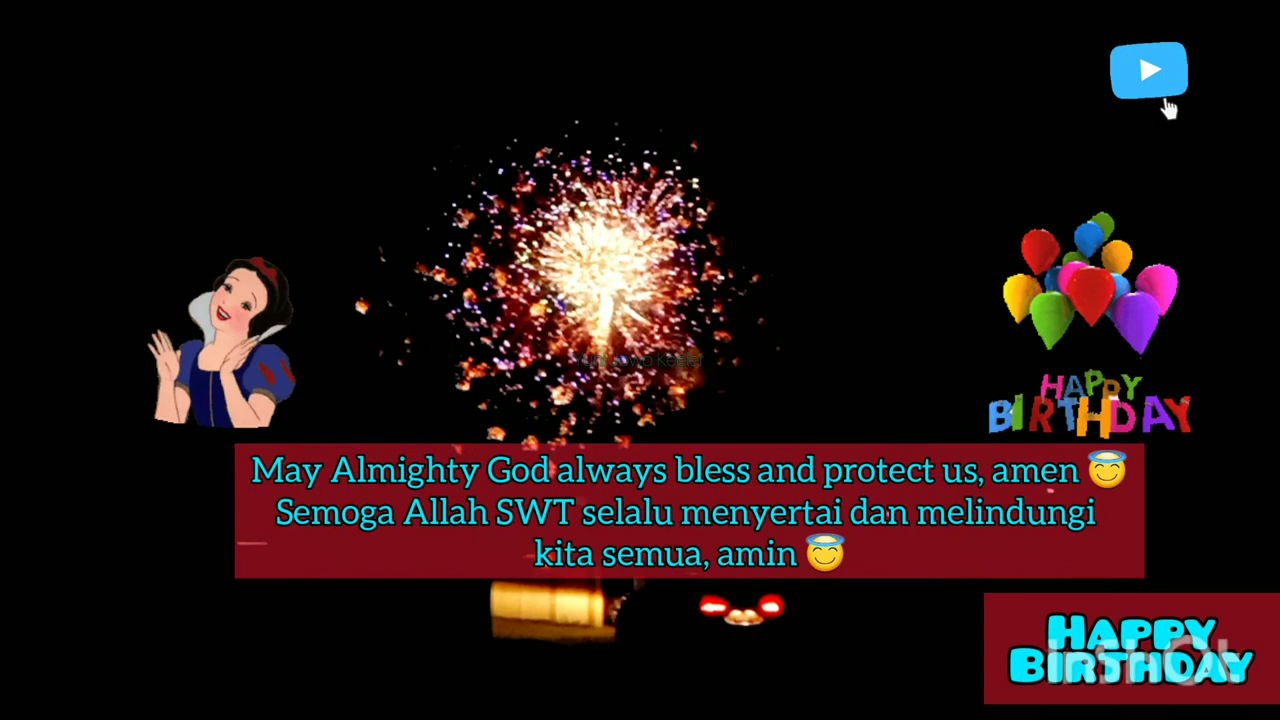 HAPPY
BIRTHDAY
May Almighty God always bless and protect us, amen 😇
Semoga Allah SWT selalu menyertai dan melindungi
kita semua, amin 😇
HAPPY
BIRTHDAY
InShOt